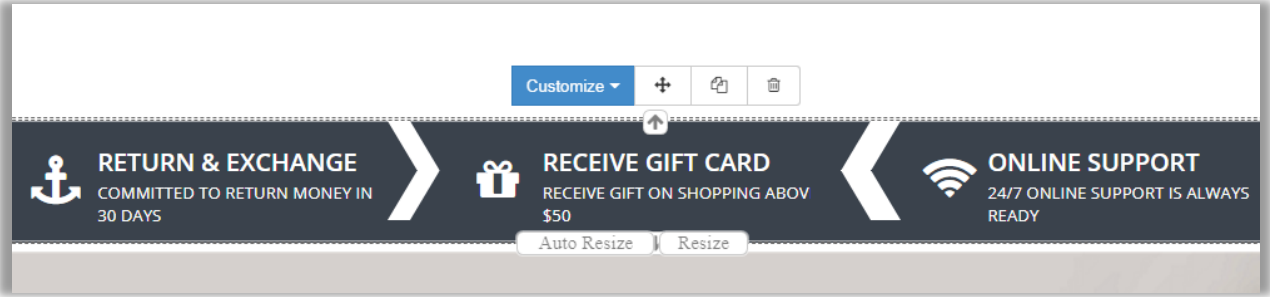 Customize
RETURN & EXCHANGE
COMMITTED TO RETURN MONEY IN
30 DAYS
RECEIVE GIFT CARD
RECEIVE GIFT ON SHOPPING ABOV
$50
ONLINE SUPPORT
24/7 ONLINE SUPPORT IS ALWAYS
READY
Auto Resize
Resize